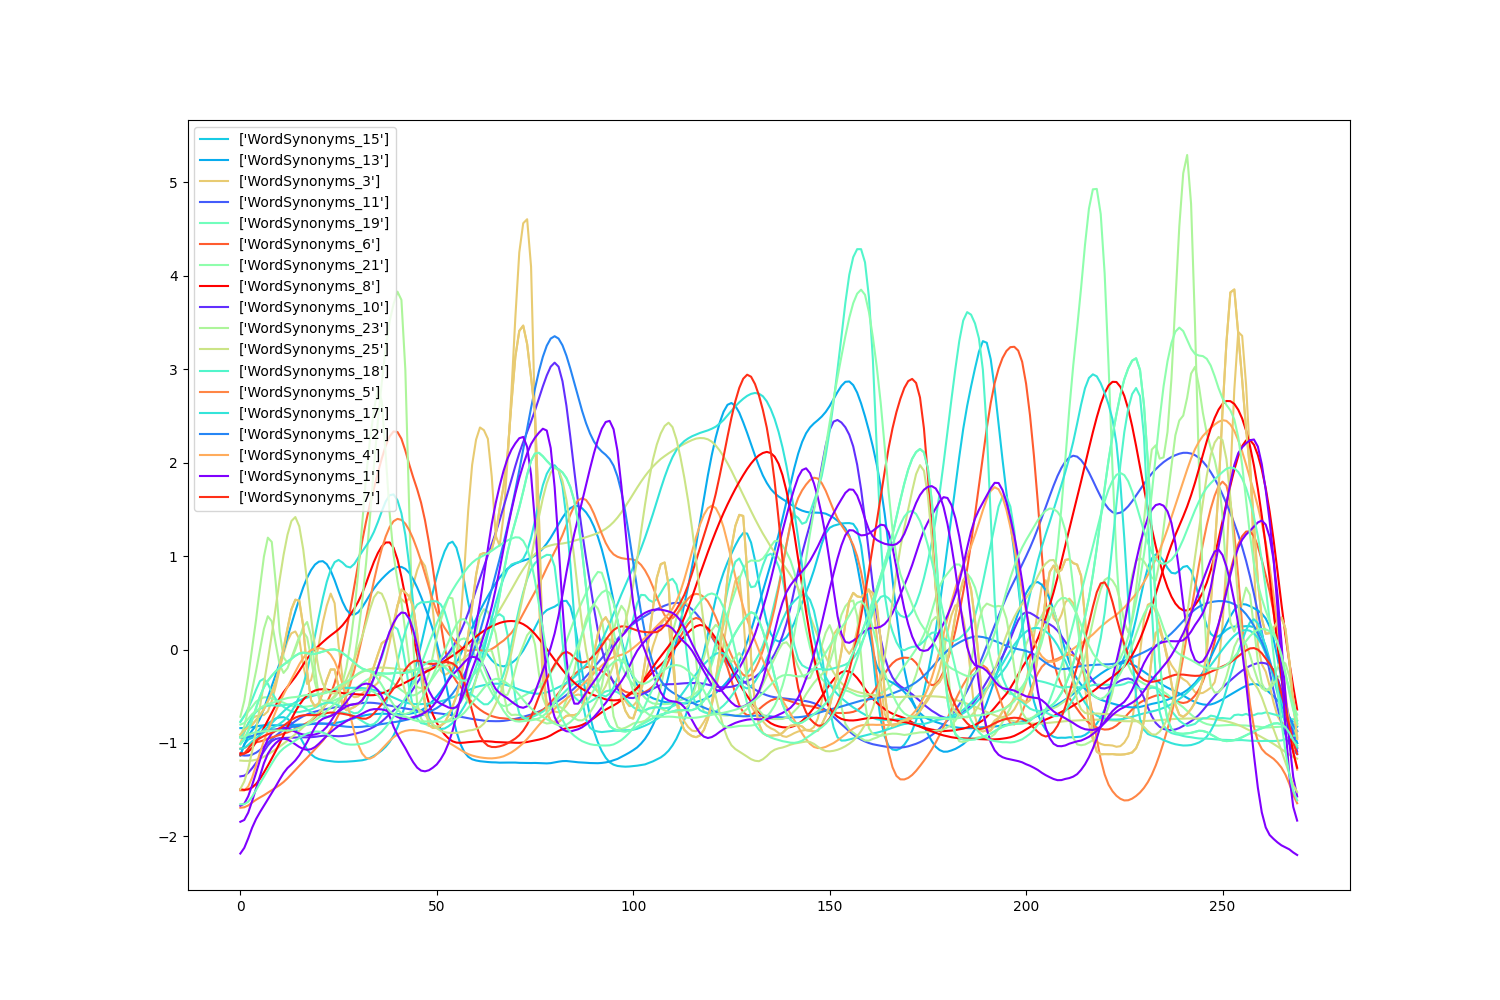 ['WordSynonyms_15']
['WordSynonyms_13']
['WordSynonyms_3']
['WordSynonyms_11']
['WordSynonyms_19']
['WordSynonyms_6']
['WordSynonyms_21']
['WordSynonyms_8']
['WordSynonyms_10']
['WordSynonyms_23']
['WordSynonyms_25']
['WordSynonyms_18']
['WordSynonyms_5']
['WordSynonyms_17']
['WordSynonyms_12']
['WordSynonyms_4']
['WordSynonyms_1']
['WordSynonyms_7']
5
4
3
2
1
0
−1
−2
0 50 100 150 200 250